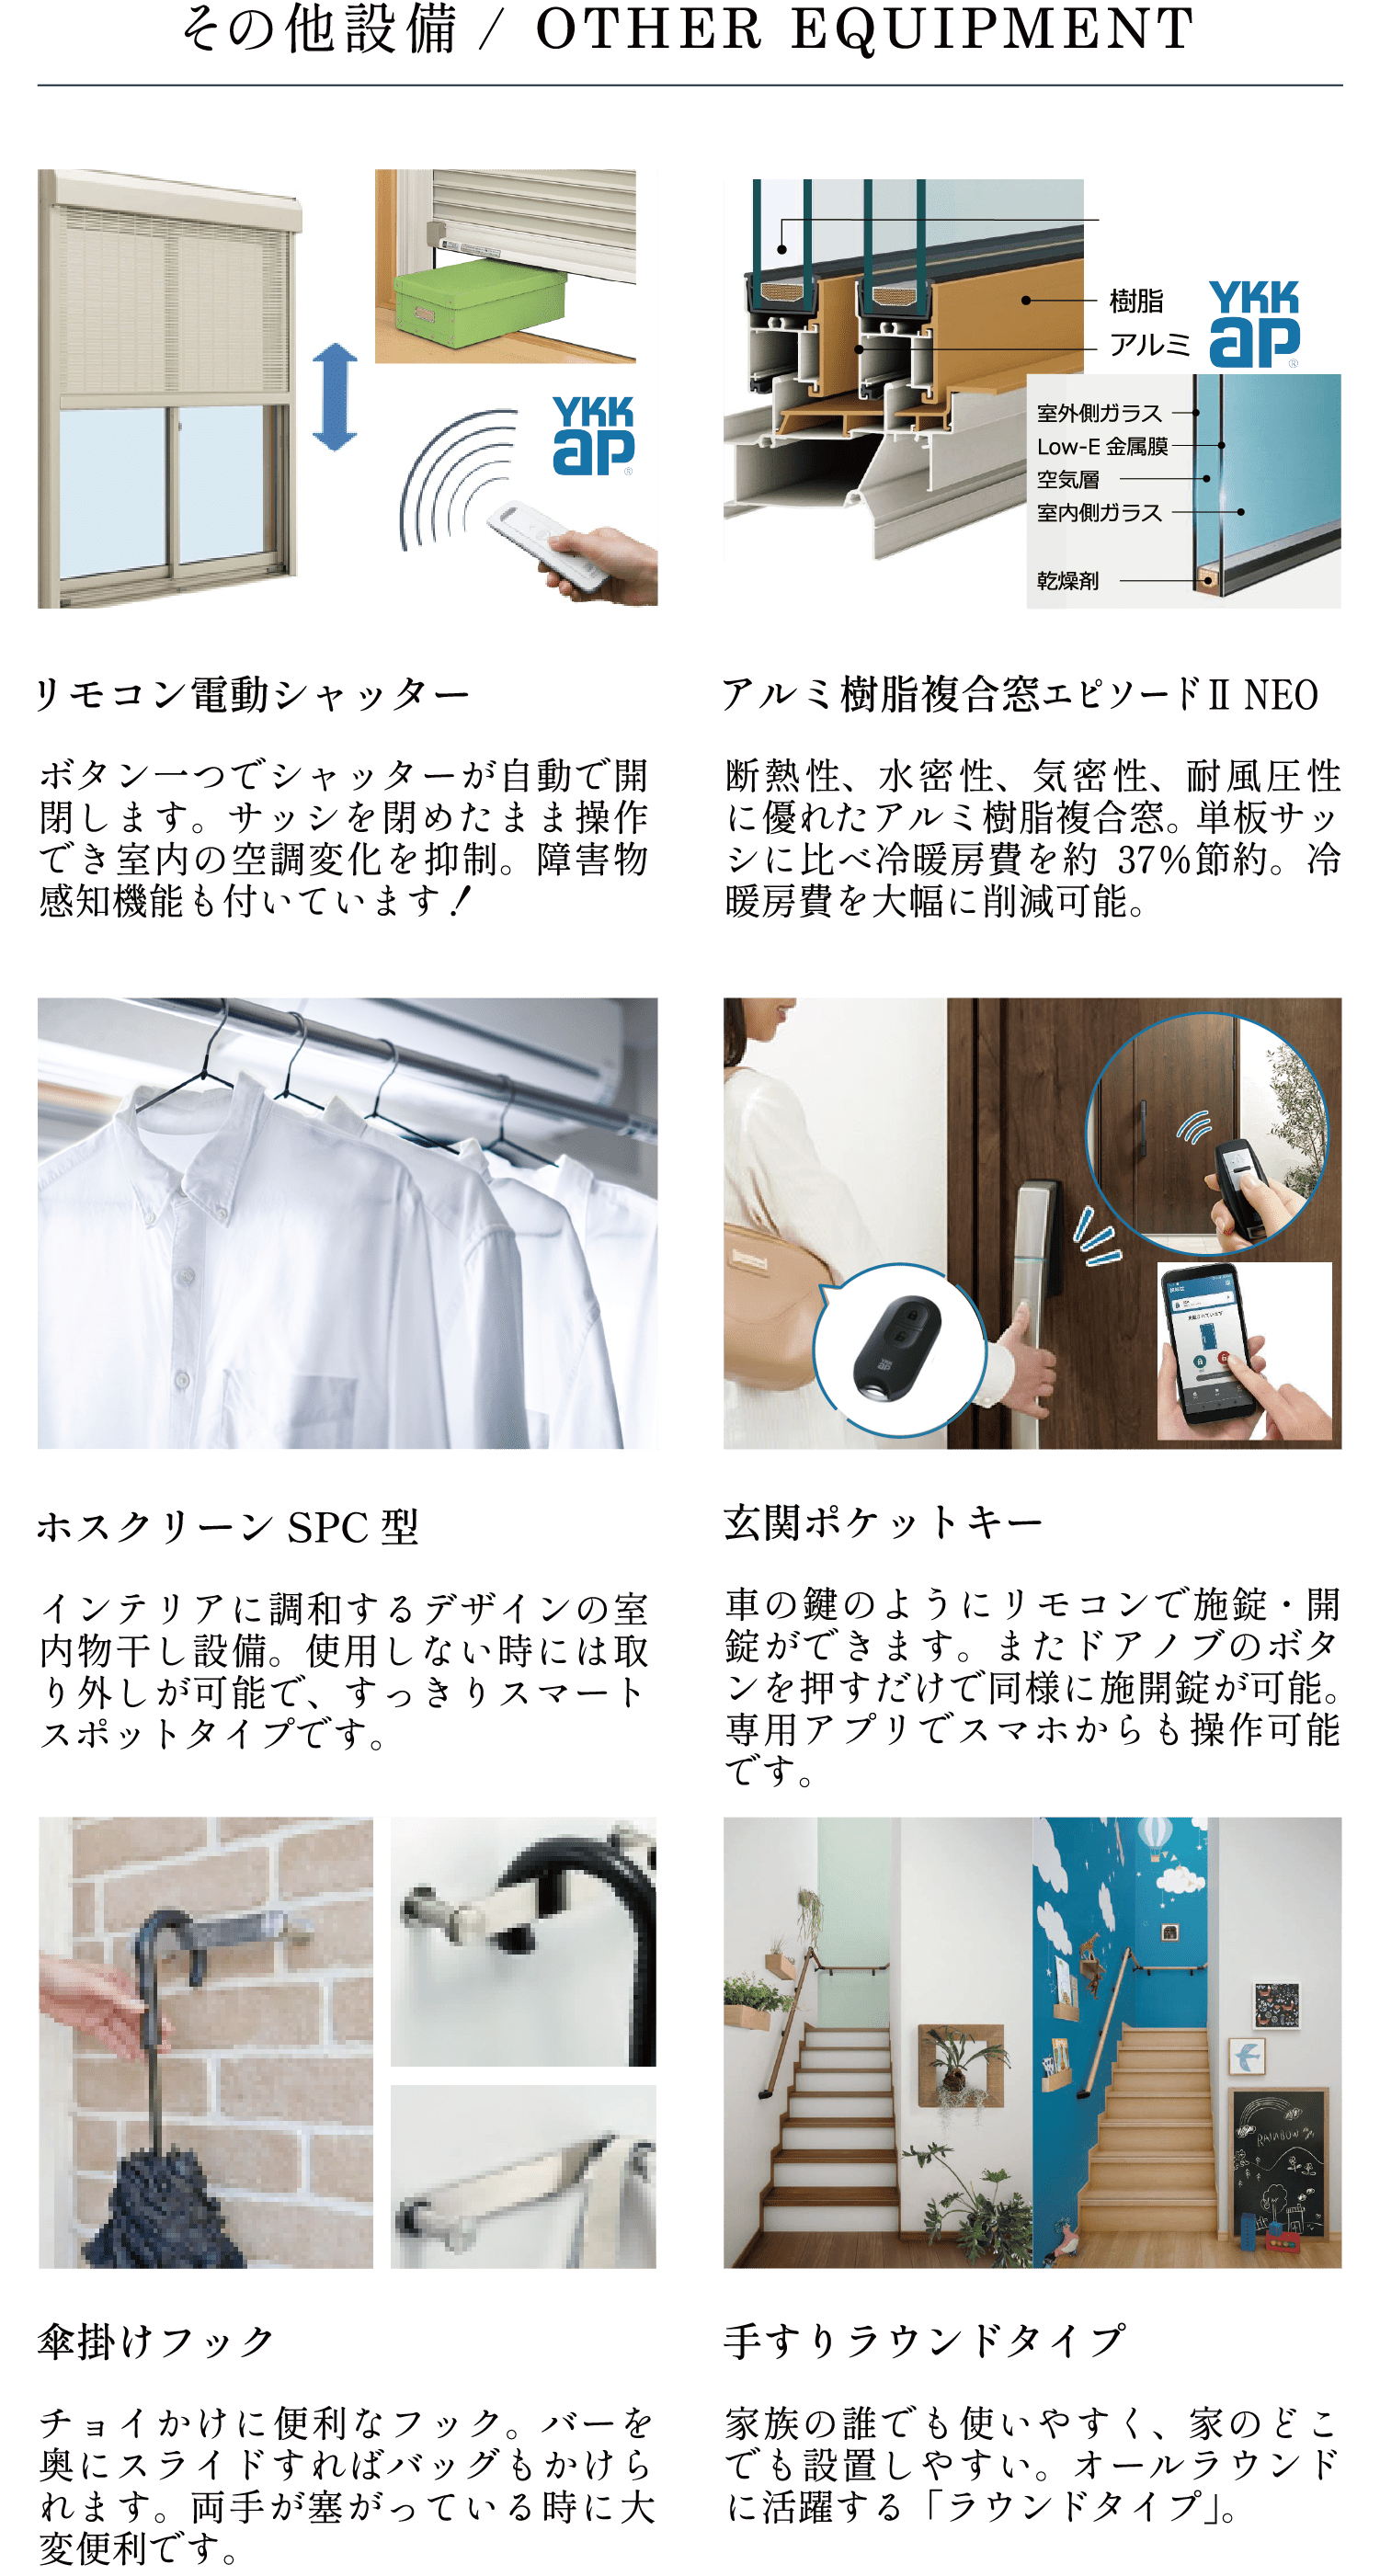 その他設備 / OTHER EQUIPMENT
YKK
ap®
樹脂
アルミ
YKK
ap®
室外側ガラス
Low-E 金属膜
空気層
室内側ガラス
乾燥剤
リモコン電動シャッター
ボタン一つでシャッターが自動で開
閉します。サッシを閉めたまま操作
でき室内の空調変化を抑制。障害物
感知機能も付いています！
アルミ樹脂複合窓エピソードⅡ NEO
断熱性、水密性、気密性、耐風圧性
に優れたアルミ樹脂複合窓。単板サッ
シに比べ冷暖房費を約 37%節約。冷
暖房費を大幅に削減可能。
YKK
ap
ホスクリーン SPC 型
インテリアに調和するデザインの室
内物干し設備。使用しない時には取
り外しが可能で、すっきりスマート
スポットタイプです。
玄関ポケットキー
車の鍵のようにリモコンで施錠・開
錠ができます。またドアノブのボタ
ンを押すだけで同様に施開錠が可能。
専用アプリでスマホからも操作可能
です。
RAINBOW
傘掛けフック
チョイかけに便利なフック。バーを
奥にスライドすればバッグもかけら
れます。両手が塞がっている時に大
変便利です。
手すりラウンドタイプ
家族の誰でも使いやすく、家のどこ
でも設置しやすい。オールラウンド
に活躍する「ラウンドタイプ」。